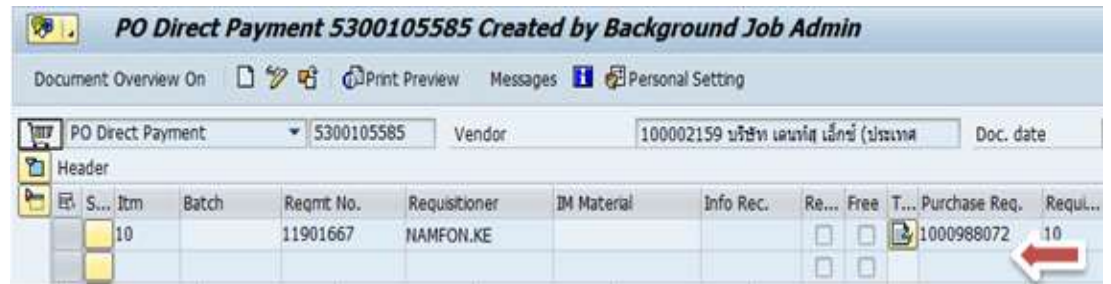 PO Direct Payment 5300105585 Created by Background Job Admin
Document Overview On Print Preview Messages Personal Setting
PO Direct Payment 5300105585 Vendor 100002159 บริษัท เดนท์สุ เอ็กซ์ (ประเทศ Doc. date
Header
S... Itm Batch Reqmt No. Requisitioner IM Material Info Rec. Re... Free T... Purchase Req. Requi...
10 11901667 NAMFON.KE 1000988072 10